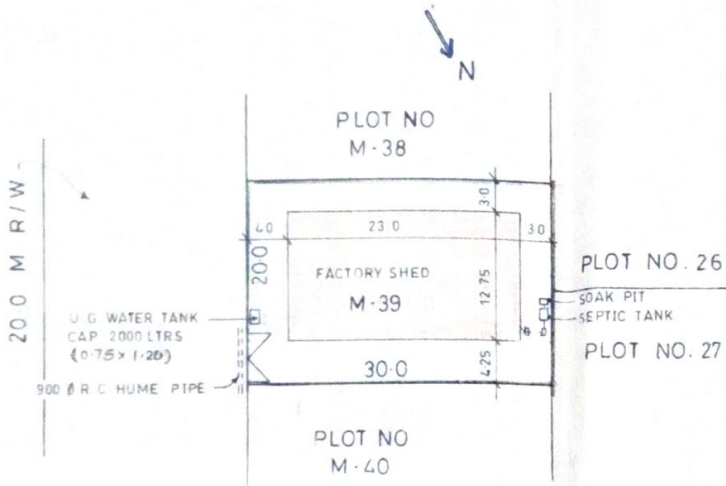 N
PLOT NO
M-38
20.0 M R/W-
3.0
4.0
23.0
3.0
20.0
FACTORY SHED
M-39
12.75
PLOT NO. 26
SOAK PIT
SEPTIC TANK
PLOT NO. 27
U.G WATER TANK
CAP 2000 LTRS
(0.75 × 1.20)
900 Ø R.C HUME PIPE
30.0
4.25
PLOT NO
M-40